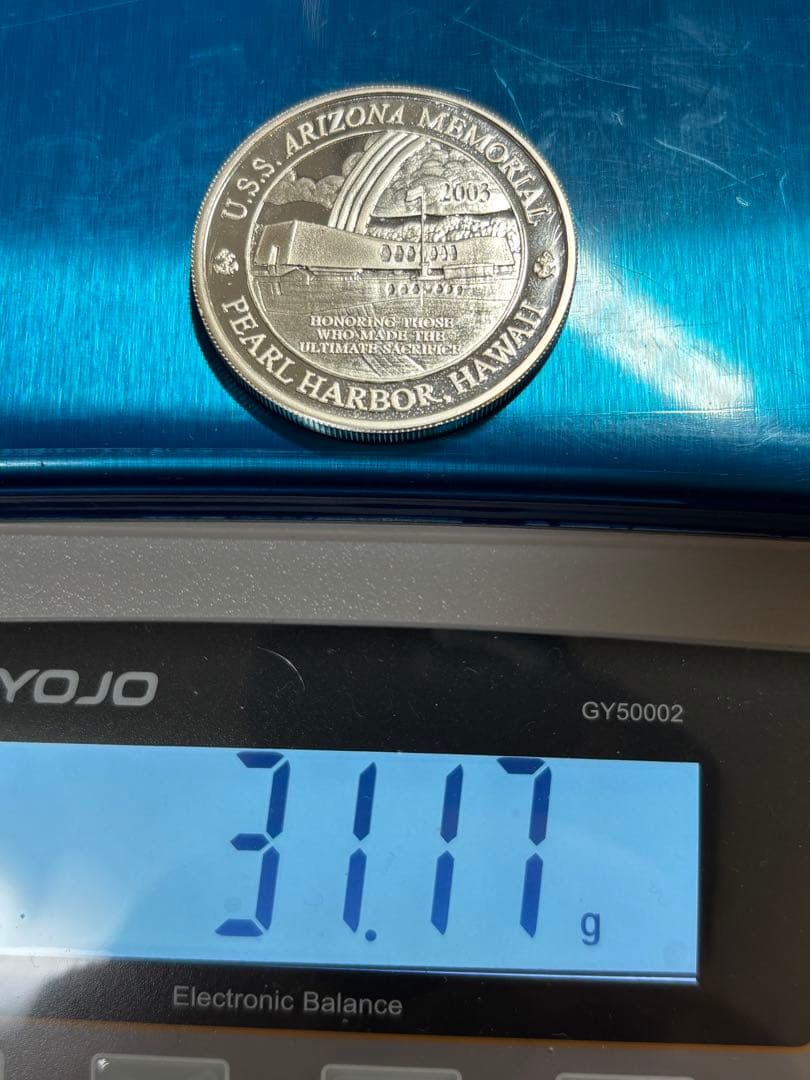 U.S.S. ARIZONA MEMORIAL
2003
HONORING THOSE
WHO MADE THE
ULTIMATE SACRIFICE
PEARL HARBOR, HAWAII
YOJO
GY50002
31.17 g
Electronic Balance